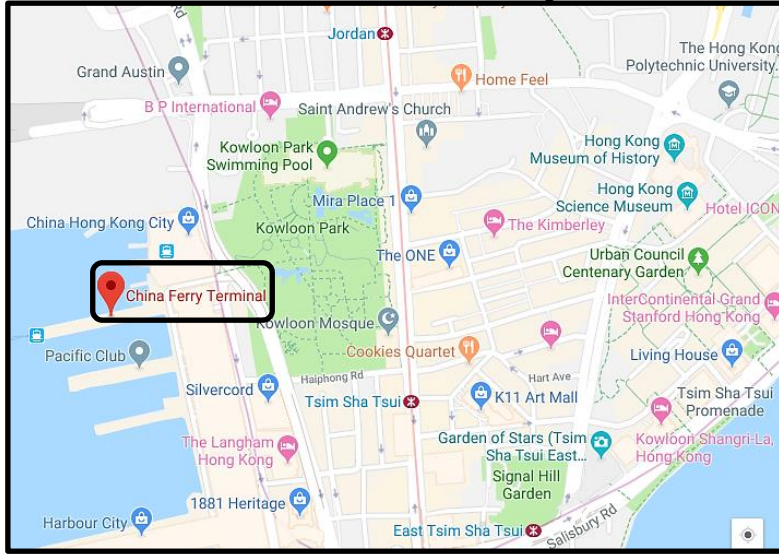 Jordan
The Hong Kong
Polytechnic University.
Grand Austin
Home Feel
B P International
Saint Andrew's Church
Kowloon Park
Swimming Pool
Hong Kong
Museum of History
Hong Kong
Science Museum
Mira Place 1
Hotel ICON
China Hong Kong City
Kowloon Park
The Kimberley
The ONE
Urban Council
Centenary Garden
China Ferry Terminal
InterContinental Grand
Stanford Hong Kong
Kowloon Mosque
Pacific Club
Cookies Quartet
Living House
Haiphong Rd
Hart Ave
Silvercord
Tsim Sha Tsui
K11 Art Mall
Tsim Sha Tsui
Promenade
The Langham
Hong Kong
Garden of Stars (Tsim
Sha Tsui East...
Kowloon Shangri-La,
Hong Kong
Signal Hill
Garden
1881 Heritage
Harbour City
East Tsim Sha Tsui
Salisbury Rd